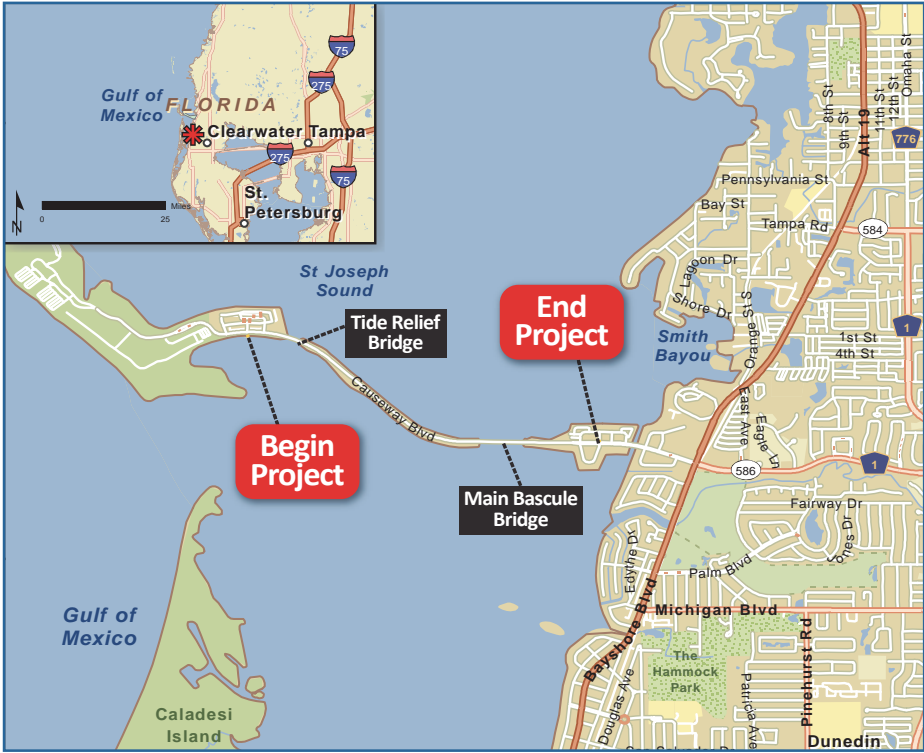 75
275
Gulf of
Mexico
FLORIDA
Clearwater
Tampa
275
75
St.
Petersburg
N
0
25
Miles
St Joseph
Sound
Tide Relief
Bridge
End
Project
Begin
Project
Causeway Blvd
Main Bascule
Bridge
Gulf of
Mexico
Caladesi
Island
8th St
9th St
Alt 19
11th St
12th St
Omaha St
776
Pennsylvania St
Bay St
Tampa Rd
584
Lagoon Dr
Shore Dr
Orange St S
Smith
Bayou
1
1st St
4th St
East Ave
Eagle Ln
586
1
Fairway Dr
Jones Dr
Edythe Dr
Palm Blvd
Michigan Blvd
Bayshore Blvd
The
Hammock
Park
Douglas Ave
Patricia Ave
Pinehurst Rd
Dunedin